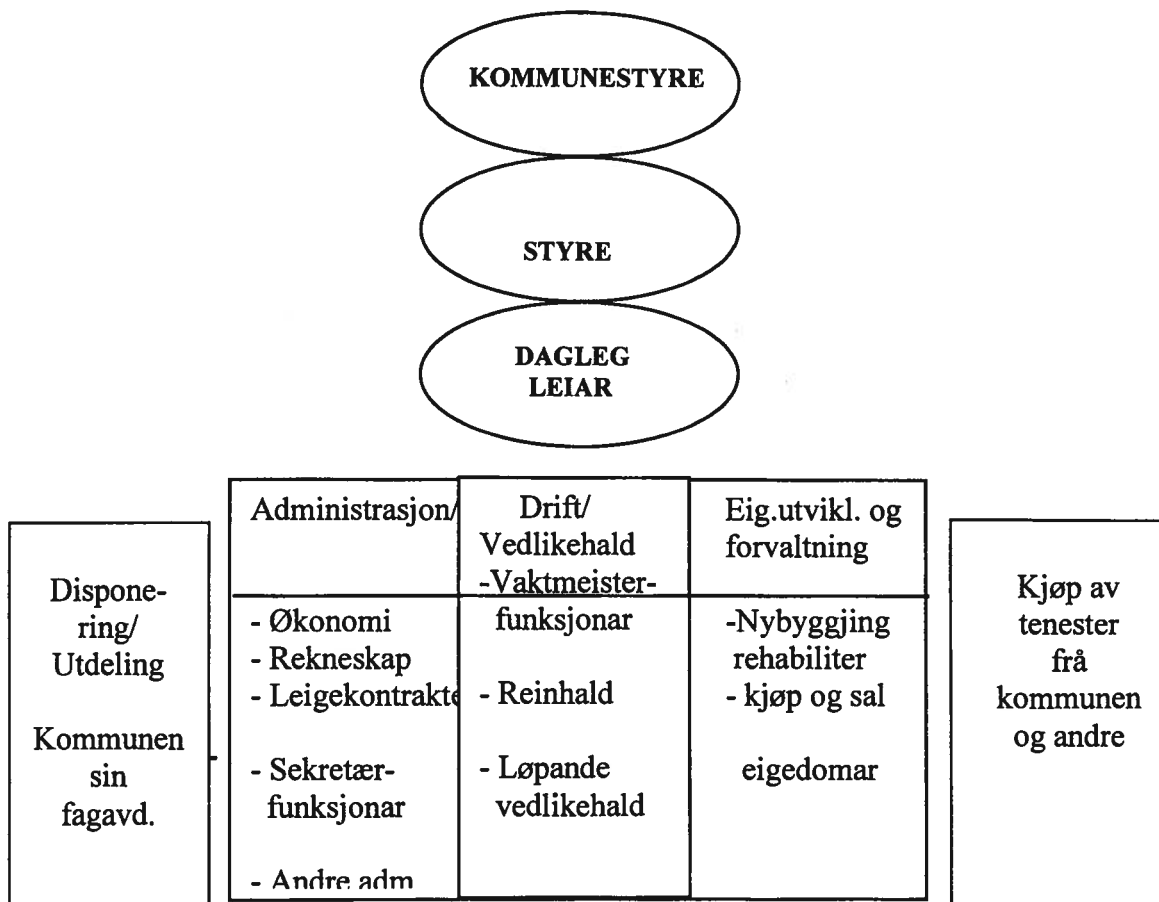 KOMMUNESTYRE
STYRE
DAGLEG
LEIAR
Dispone-
ring/
Utdeling
Kommunen
sin
fagavd.
Administrasjon/
- Økonomi
- Rekneskap
- Leigekontrakte
- Sekretær-
funksjonar
- Andre adm
Drift/
Vedlikehald
-Vaktmeister-
funksjonar
- Reinhald
- Løpande
vedlikehald
Eig.utvikl. og
forvaltning
-Nybyggjing
rehabiliter
- kjøp og sal
eigedomar
Kjøp av
tenester
frå
kommunen
og andre